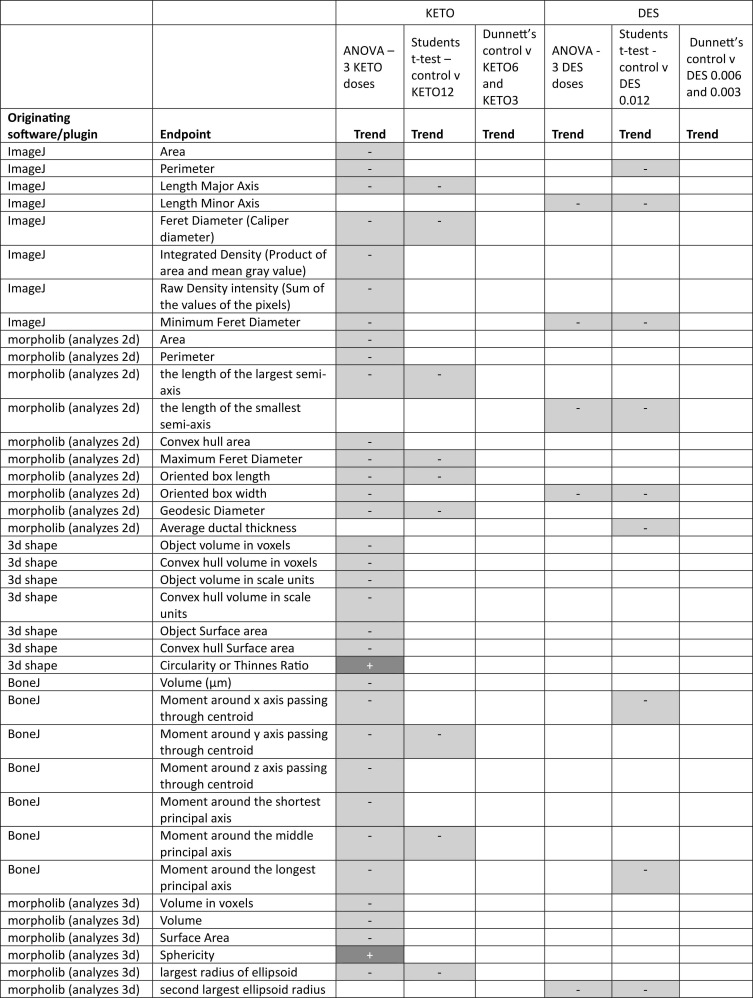 KETO DES
ANOVA – 3 KETO doses Students t-test – control v KETO12 Dunnett's control v KETO6 and KETO3 ANOVA - 3 DES doses Students t-test - control v DES 0.012 Dunnett's control v DES 0.006 and 0.003
Originating software/plugin Endpoint Trend Trend Trend Trend Trend Trend
ImageJ Area -
ImageJ Perimeter - -
ImageJ Length Major Axis - -
ImageJ Length Minor Axis - -
ImageJ Feret Diameter (Caliper diameter) - -
ImageJ Integrated Density (Product of area and mean gray value) -
ImageJ Raw Density intensity (Sum of the values of the pixels) -
ImageJ Minimum Feret Diameter - - -
morpholib (analyzes 2d) Area -
morpholib (analyzes 2d) Perimeter -
morpholib (analyzes 2d) the length of the largest semi-axis - -
morpholib (analyzes 2d) the length of the smallest semi-axis - -
morpholib (analyzes 2d) Convex hull area -
morpholib (analyzes 2d) Maximum Feret Diameter - -
morpholib (analyzes 2d) Oriented box length - -
morpholib (analyzes 2d) Oriented box width - - -
morpholib (analyzes 2d) Geodesic Diameter - -
morpholib (analyzes 2d) Average ductal thickness -
3d shape Object volume in voxels -
3d shape Convex hull volume in voxels -
3d shape Object volume in scale units -
3d shape Convex hull volume in scale units -
3d shape Object Surface area -
3d shape Convex hull Surface area -
3d shape Circularity or Thinnes Ratio +
BoneJ Volume (µm) -
BoneJ Moment around x axis passing through centroid - -
BoneJ Moment around y axis passing through centroid - -
BoneJ Moment around z axis passing through centroid -
BoneJ Moment around the shortest principal axis -
BoneJ Moment around the middle principal axis - -
BoneJ Moment around the longest principal axis - -
morpholib (analyzes 3d) Volume in voxels -
morpholib (analyzes 3d) Volume -
morpholib (analyzes 3d) Surface Area -
morpholib (analyzes 3d) Sphericity +
morpholib (analyzes 3d) largest radius of ellipsoid - -
morpholib (analyzes 3d) second largest ellipsoid radius - -